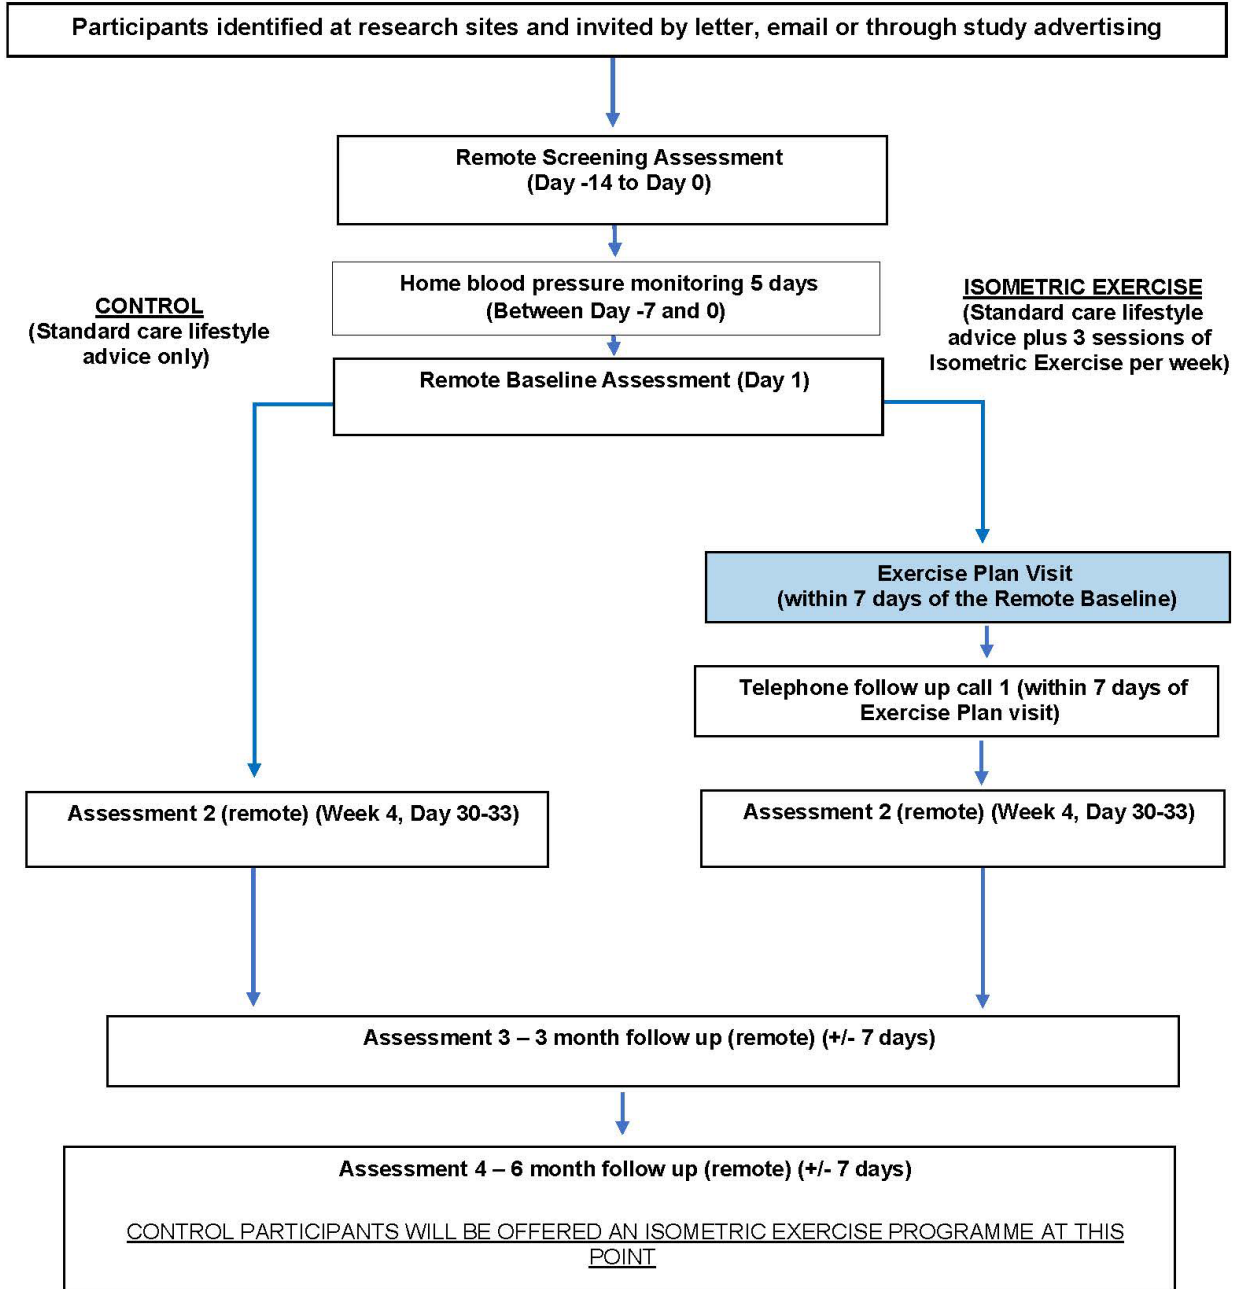 Participants identified at research sites and invited by letter, email or through study advertising
Remote Screening Assessment
(Day -14 to Day 0)
Home blood pressure monitoring 5 days
(Between Day -7 and 0)
CONTROL
(Standard care lifestyle
advice only)
ISOMETRIC EXERCISE
(Standard care lifestyle
advice plus 3 sessions of
Isometric Exercise per week)
Remote Baseline Assessment (Day 1)
Exercise Plan Visit
(within 7 days of the Remote Baseline)
Telephone follow up call 1 (within 7 days of
Exercise Plan visit)
Assessment 2 (remote) (Week 4, Day 30-33)
Assessment 2 (remote) (Week 4, Day 30-33)
Assessment 3 – 3 month follow up (remote) (+/- 7 days)
Assessment 4 – 6 month follow up (remote) (+/- 7 days)
CONTROL PARTICIPANTS WILL BE OFFERED AN ISOMETRIC EXERCISE PROGRAMME AT THIS
POINT